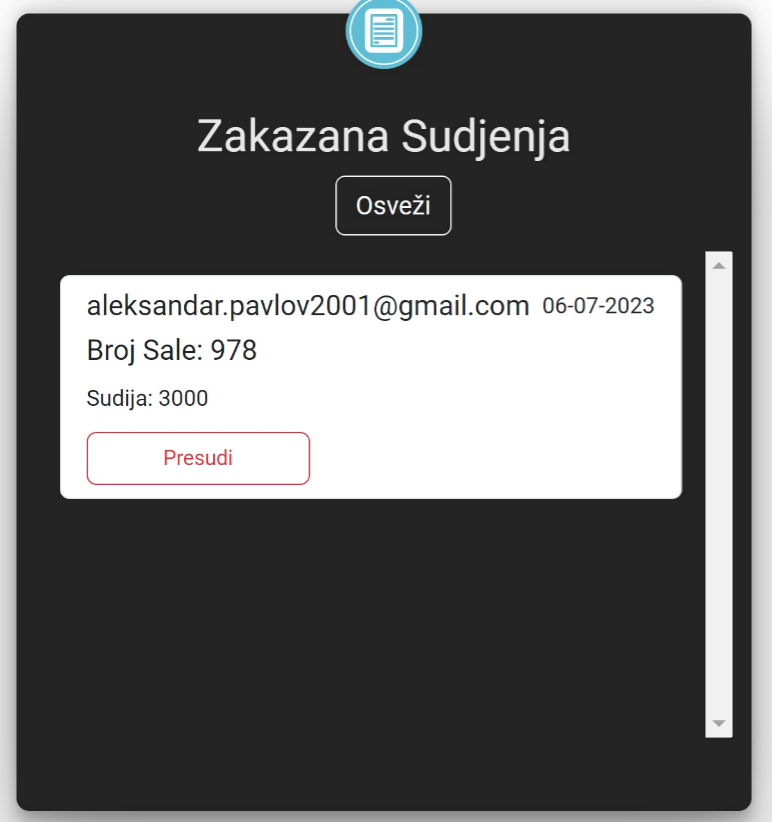 Zakazana Sudjenja
Osveži
aleksandar.pavlov2001@gmail.com 06-07-2023
Broj Sale: 978
Sudija: 3000
Presudi